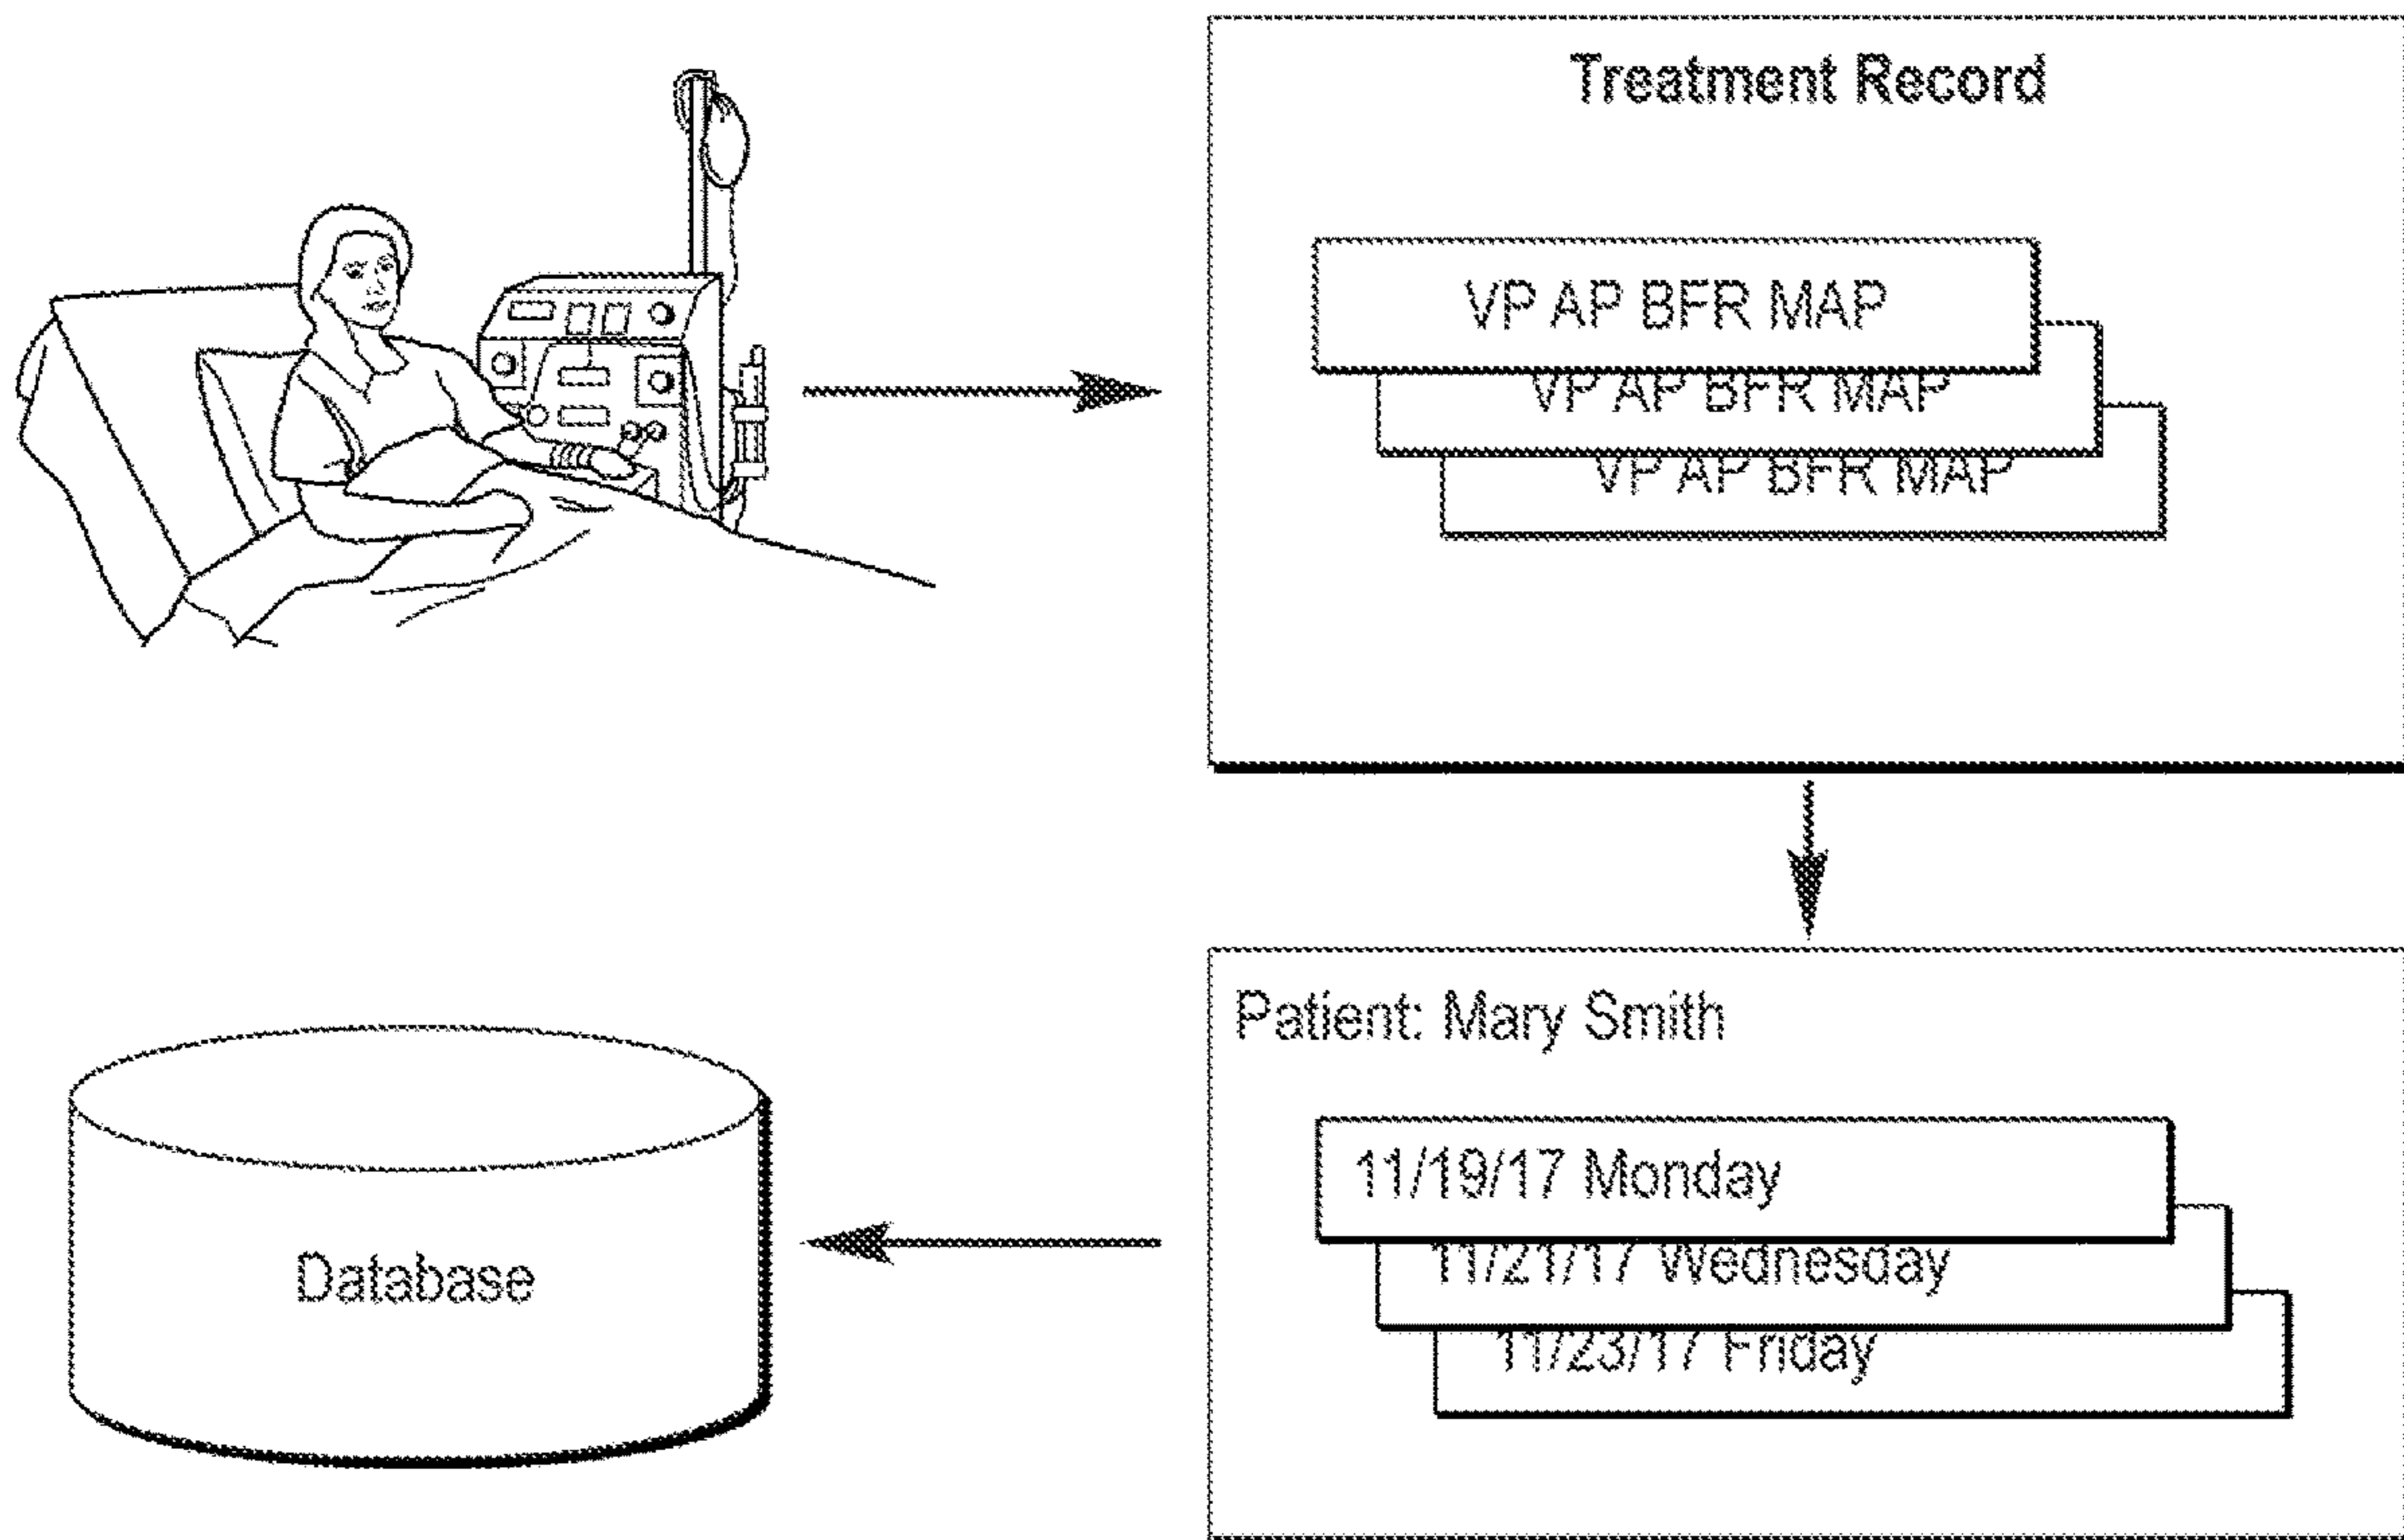 Treatment Record
VP AP BFR MAP
VP AP BFR MAP
VP AP BFR MAP
Patient: Mary Smith
11/19/17 Monday
11/21/17 Wednesday
11/23/17 Friday
Database